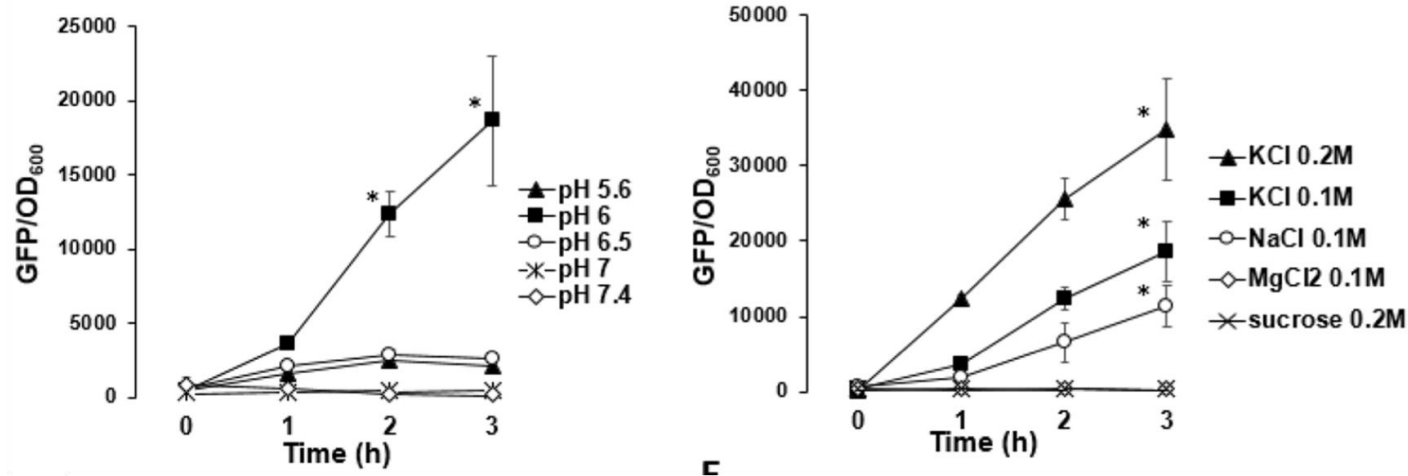 25000
20000
15000
10000
5000
0
GFP/OD600
0 1 2 3
Time (h)
* *
pH 5.6
pH 6
pH 6.5
pH 7
pH 7.4
50000
40000
30000
20000
10000
0
GFP/OD600
0 1 2 3
Time (h)
*
*
*
KCl 0.2M
KCl 0.1M
NaCl 0.1M
MgCl2 0.1M
sucrose 0.2M